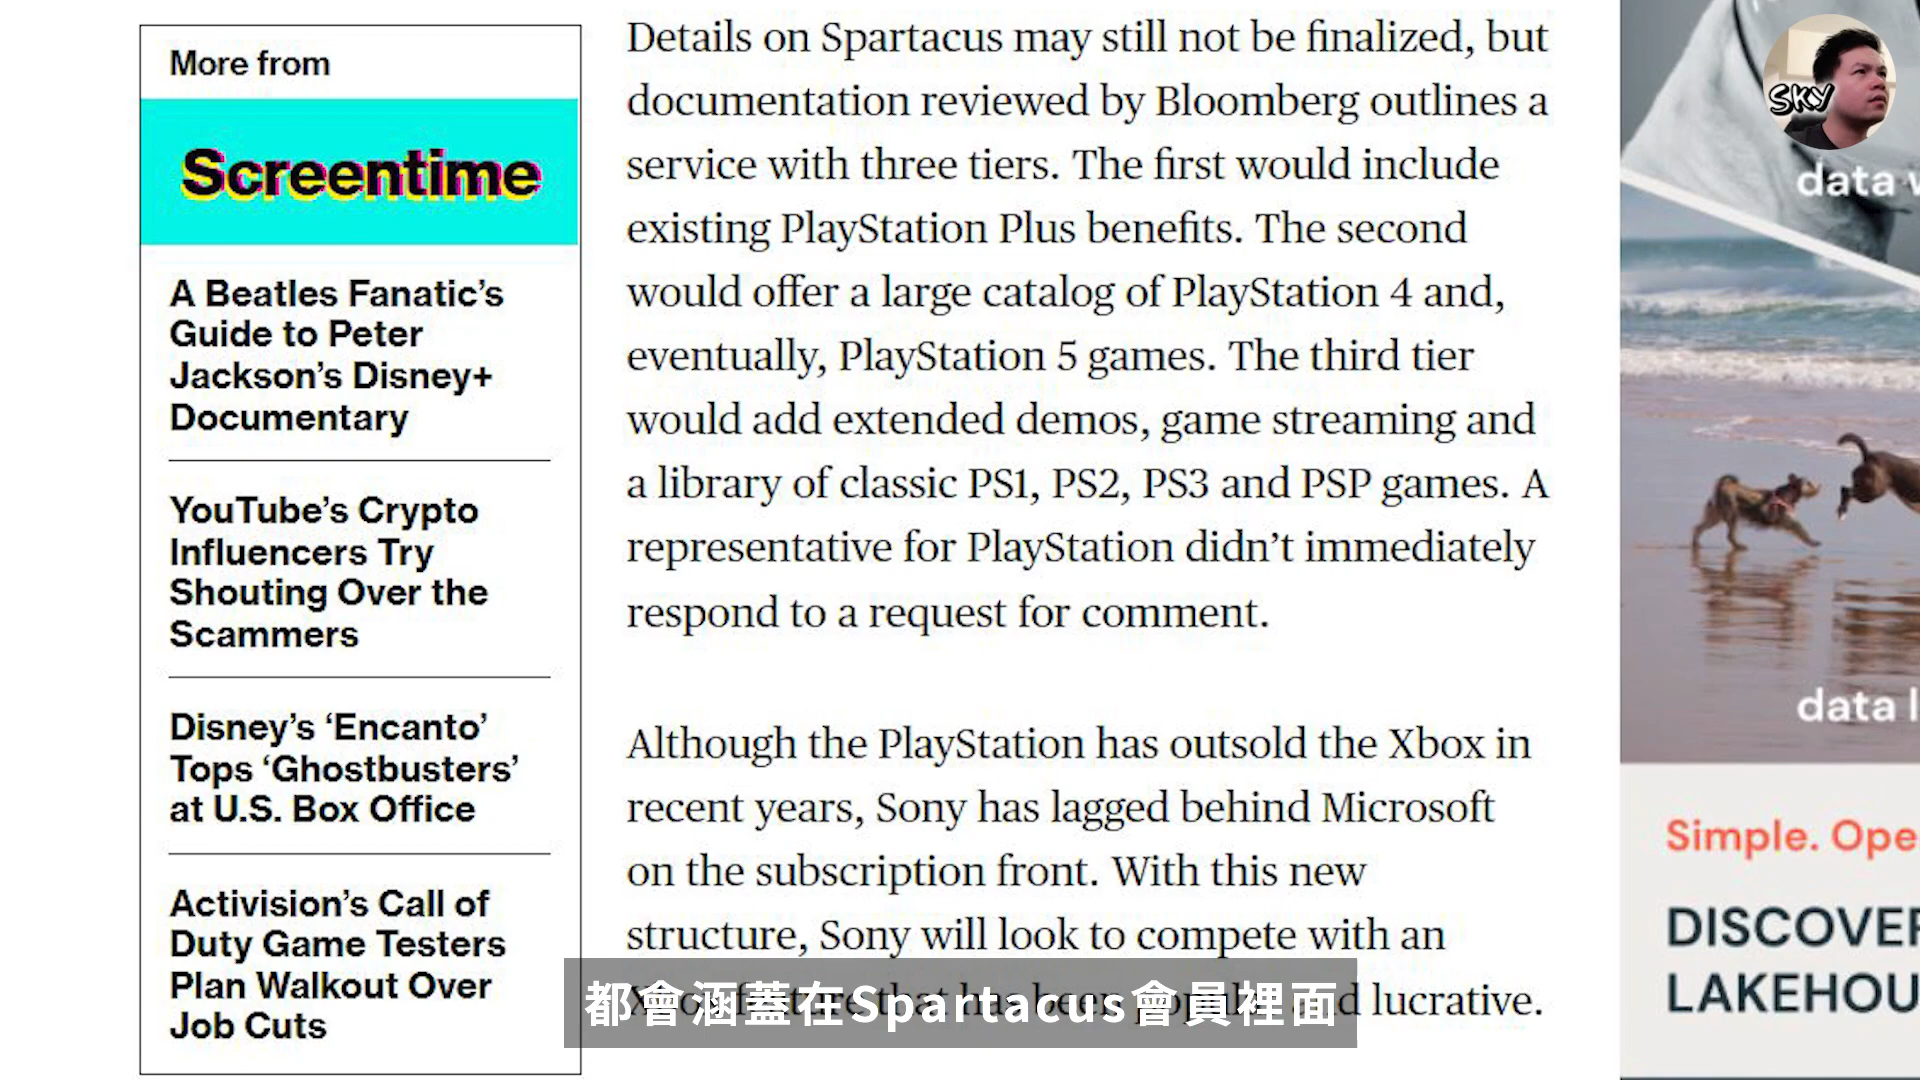 More from
Screentime
A Beatles Fanatic’s
Guide to Peter
Jackson’s Disney+
Documentary
YouTube’s Crypto
Influencers Try
Shouting Over the
Scammers
Disney’s ‘Encanto’
Tops ‘Ghostbusters’
at U.S. Box Office
Activision’s Call of
Duty Game Testers
Plan Walkout Over
Job Cuts
Details on Spartacus may still not be finalized, but
documentation reviewed by Bloomberg outlines a
service with three tiers. The first would include
existing PlayStation Plus benefits. The second
would offer a large catalog of PlayStation 4 and,
eventually, PlayStation 5 games. The third tier
would add extended demos, game streaming and
a library of classic PS1, PS2, PS3 and PSP games. A
representative for PlayStation didn’t immediately
respond to a request for comment.
Although the PlayStation has outsold the Xbox in
recent years, Sony has lagged behind Microsoft
on the subscription front. With this new
structure, Sony will look to compete with an
that has been lucrative.
都會涵蓋在Spartacus會員裡面
SKY
data
data
Simple.
DISCOVER